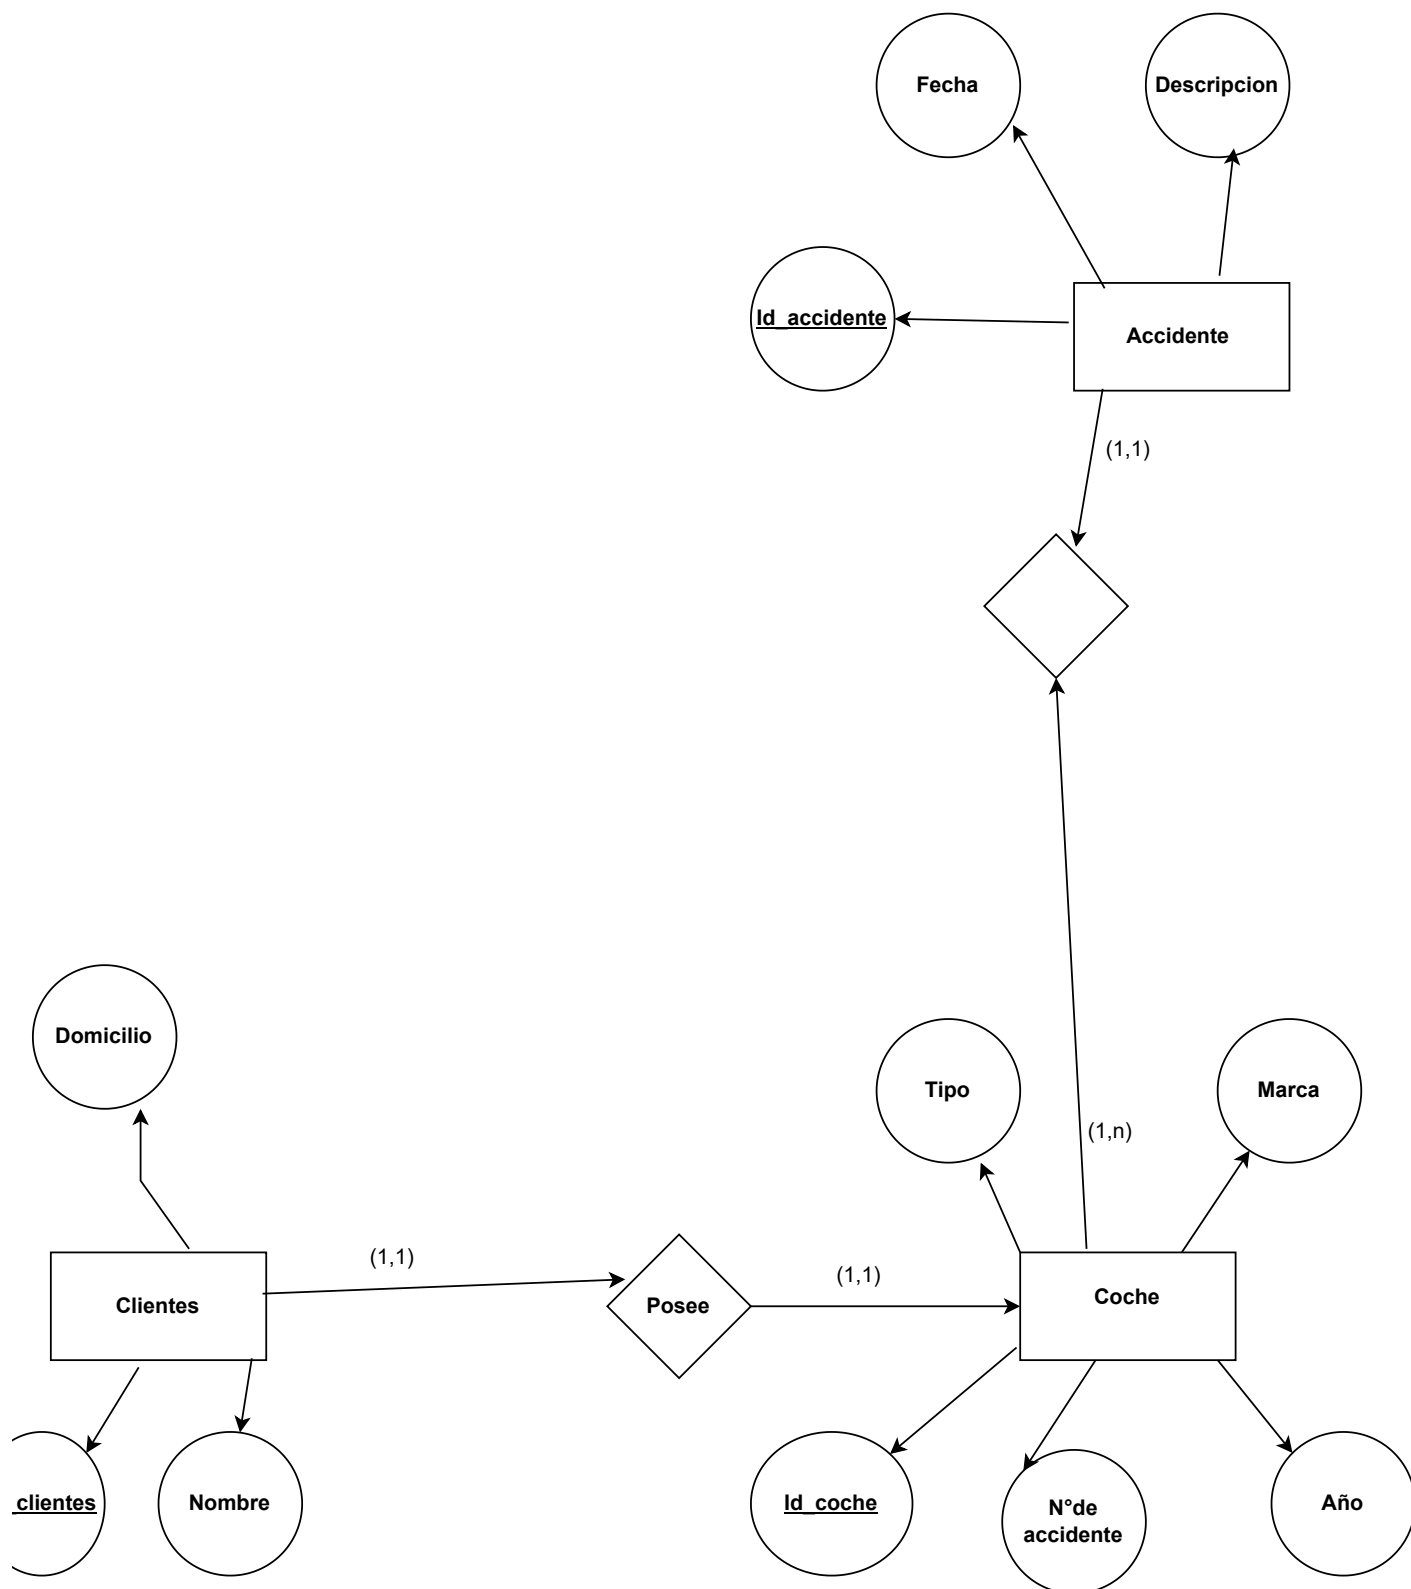 Fecha
Descripcion
Id_accidente
Accidente
(1,1)
Domicilio
Tipo
Marca
(1,n)
(1,1)
(1,1)
Clientes
Posee
Coche
_clientes
Nombre
Id_coche
N°de
accidente
Año